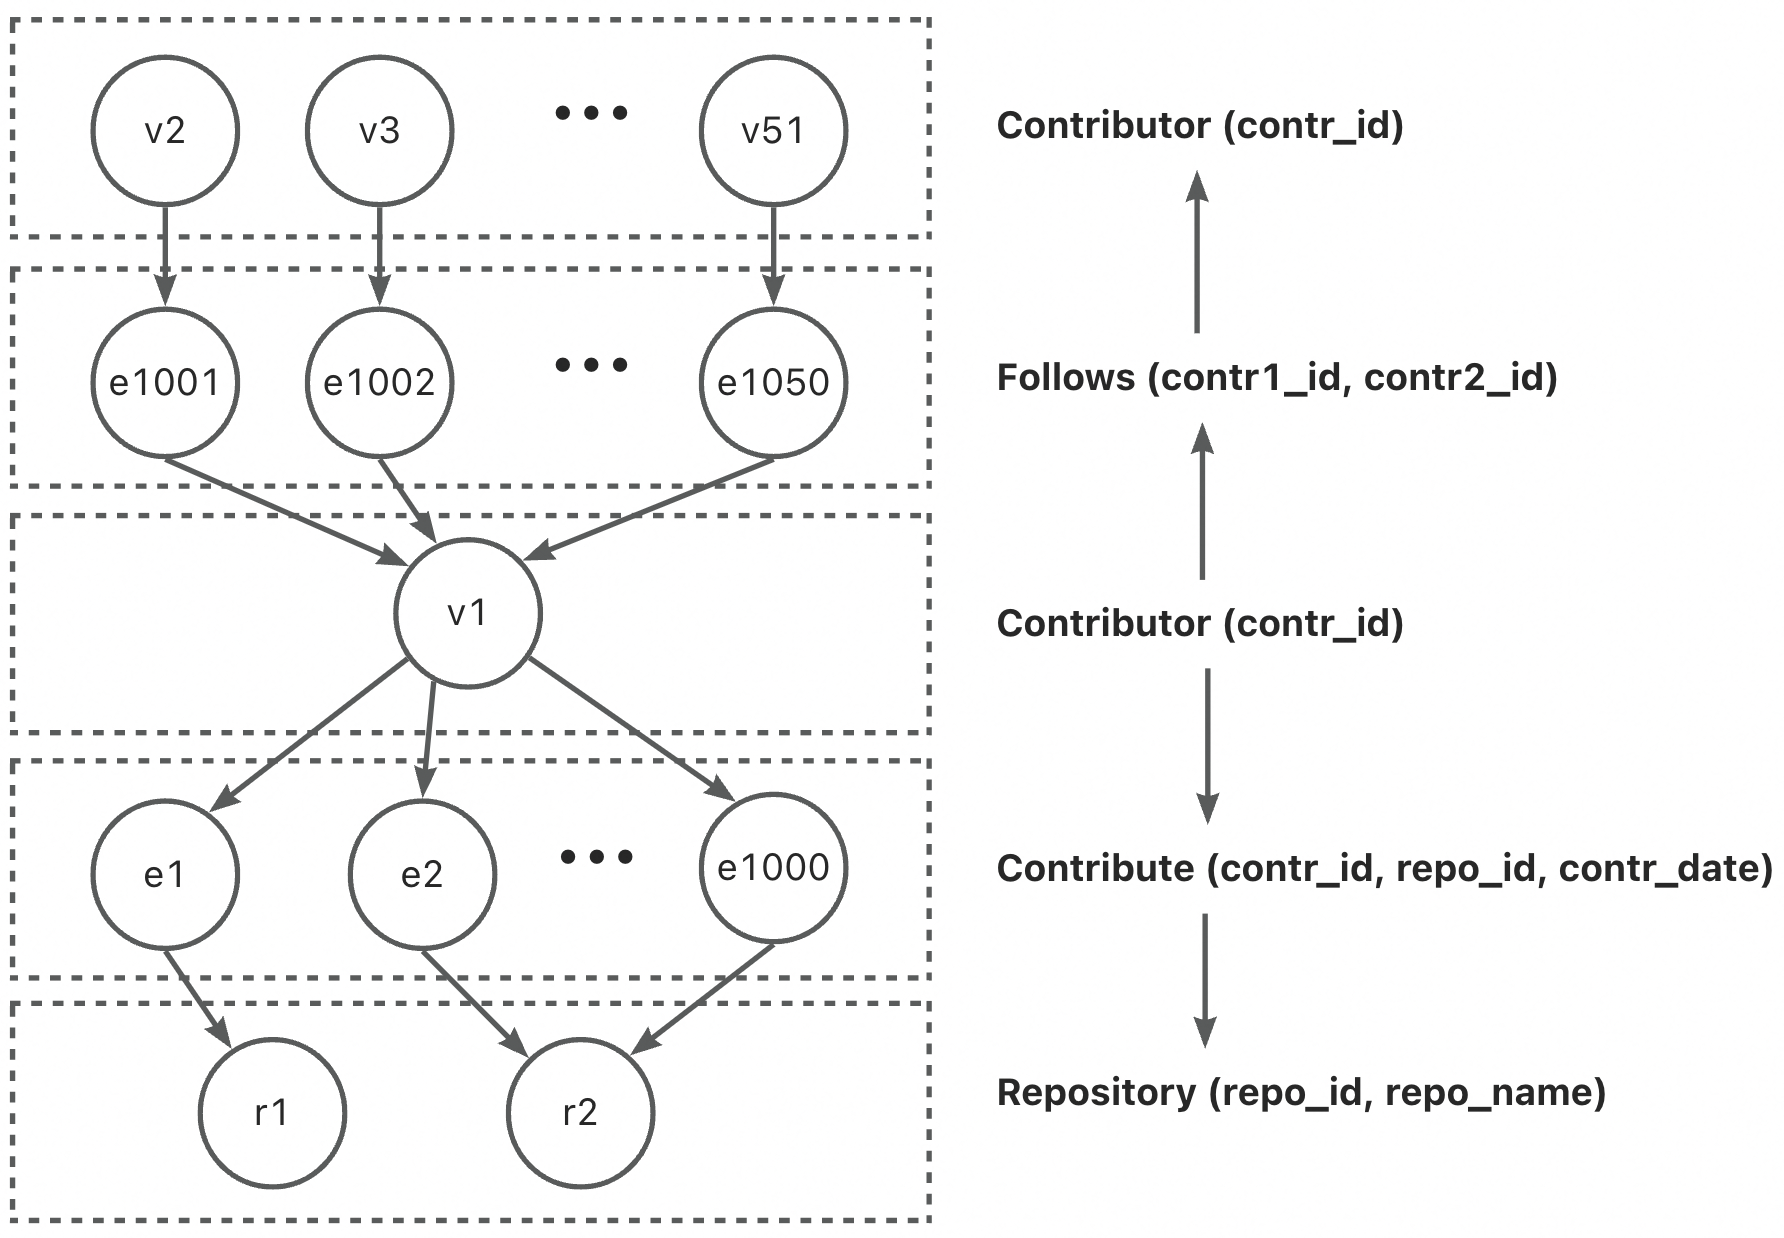 v2 v3 ••• v51
Contributor (contr_id)
e1001 e1002 ••• e1050
Follows (contr1_id, contr2_id)
v1
Contributor (contr_id)
e1 e2 ••• e1000
Contribute (contr_id, repo_id, contr_date)
r1 r2
Repository (repo_id, repo_name)